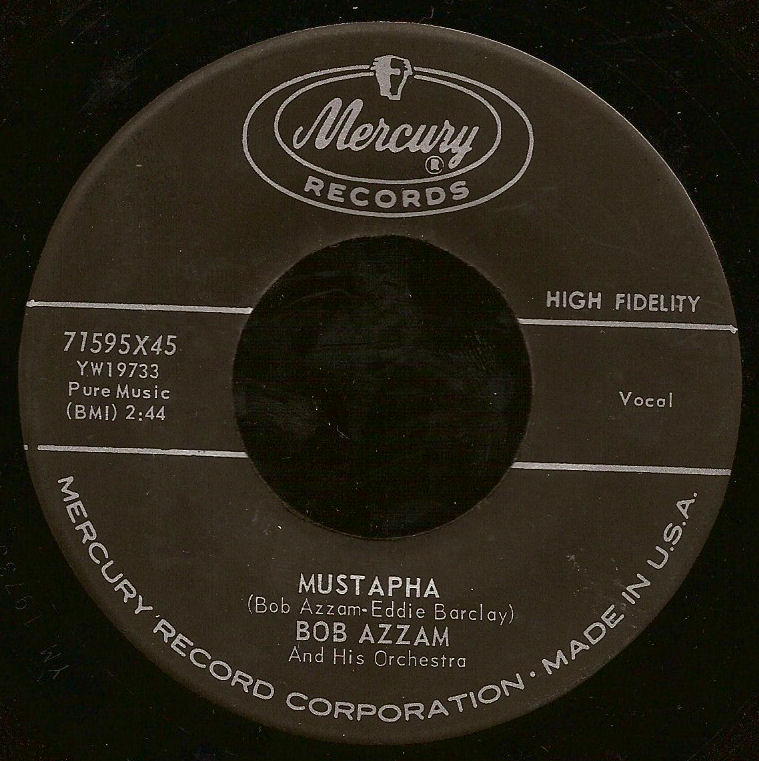 Mercury
®
RECORDS
HIGH FIDELITY
71595X45
YW19733
Pure Music
(BMI) 2:44
Vocal
MUSTAPHA
(Bob Azzam-Eddie Barclay)
BOB AZZAM
And His Orchestra
MERCURY RECORD CORPORATION · MADE IN U.S.A.